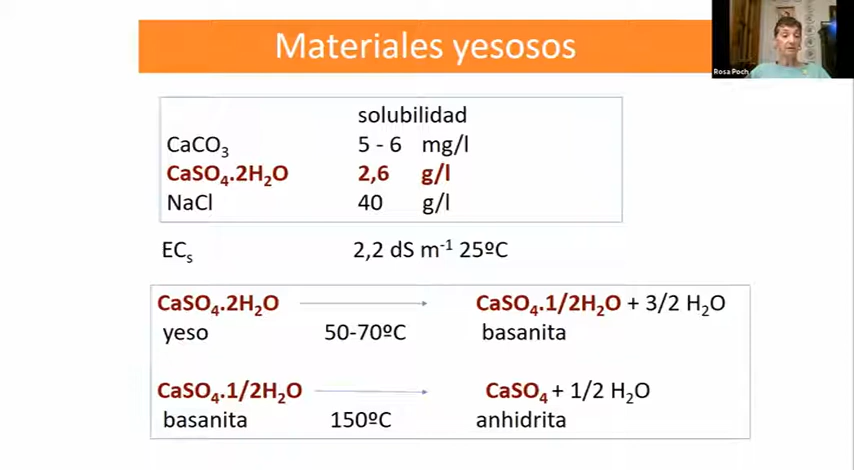 Materiales yesosos
Rosa Poch
solubilidad
CaCO₃ 5 - 6 mg/l
CaSO₄.2H₂O 2,6 g/l
NaCl 40 g/l
ECₛ 2,2 dS m⁻¹ 25ºC
CaSO₄.2H₂O CaSO₄.1/2H₂O + 3/2 H₂O
yeso 50-70ºC basanita
CaSO₄.1/2H₂O CaSO₄ + 1/2 H₂O
basanita 150ºC anhidrita